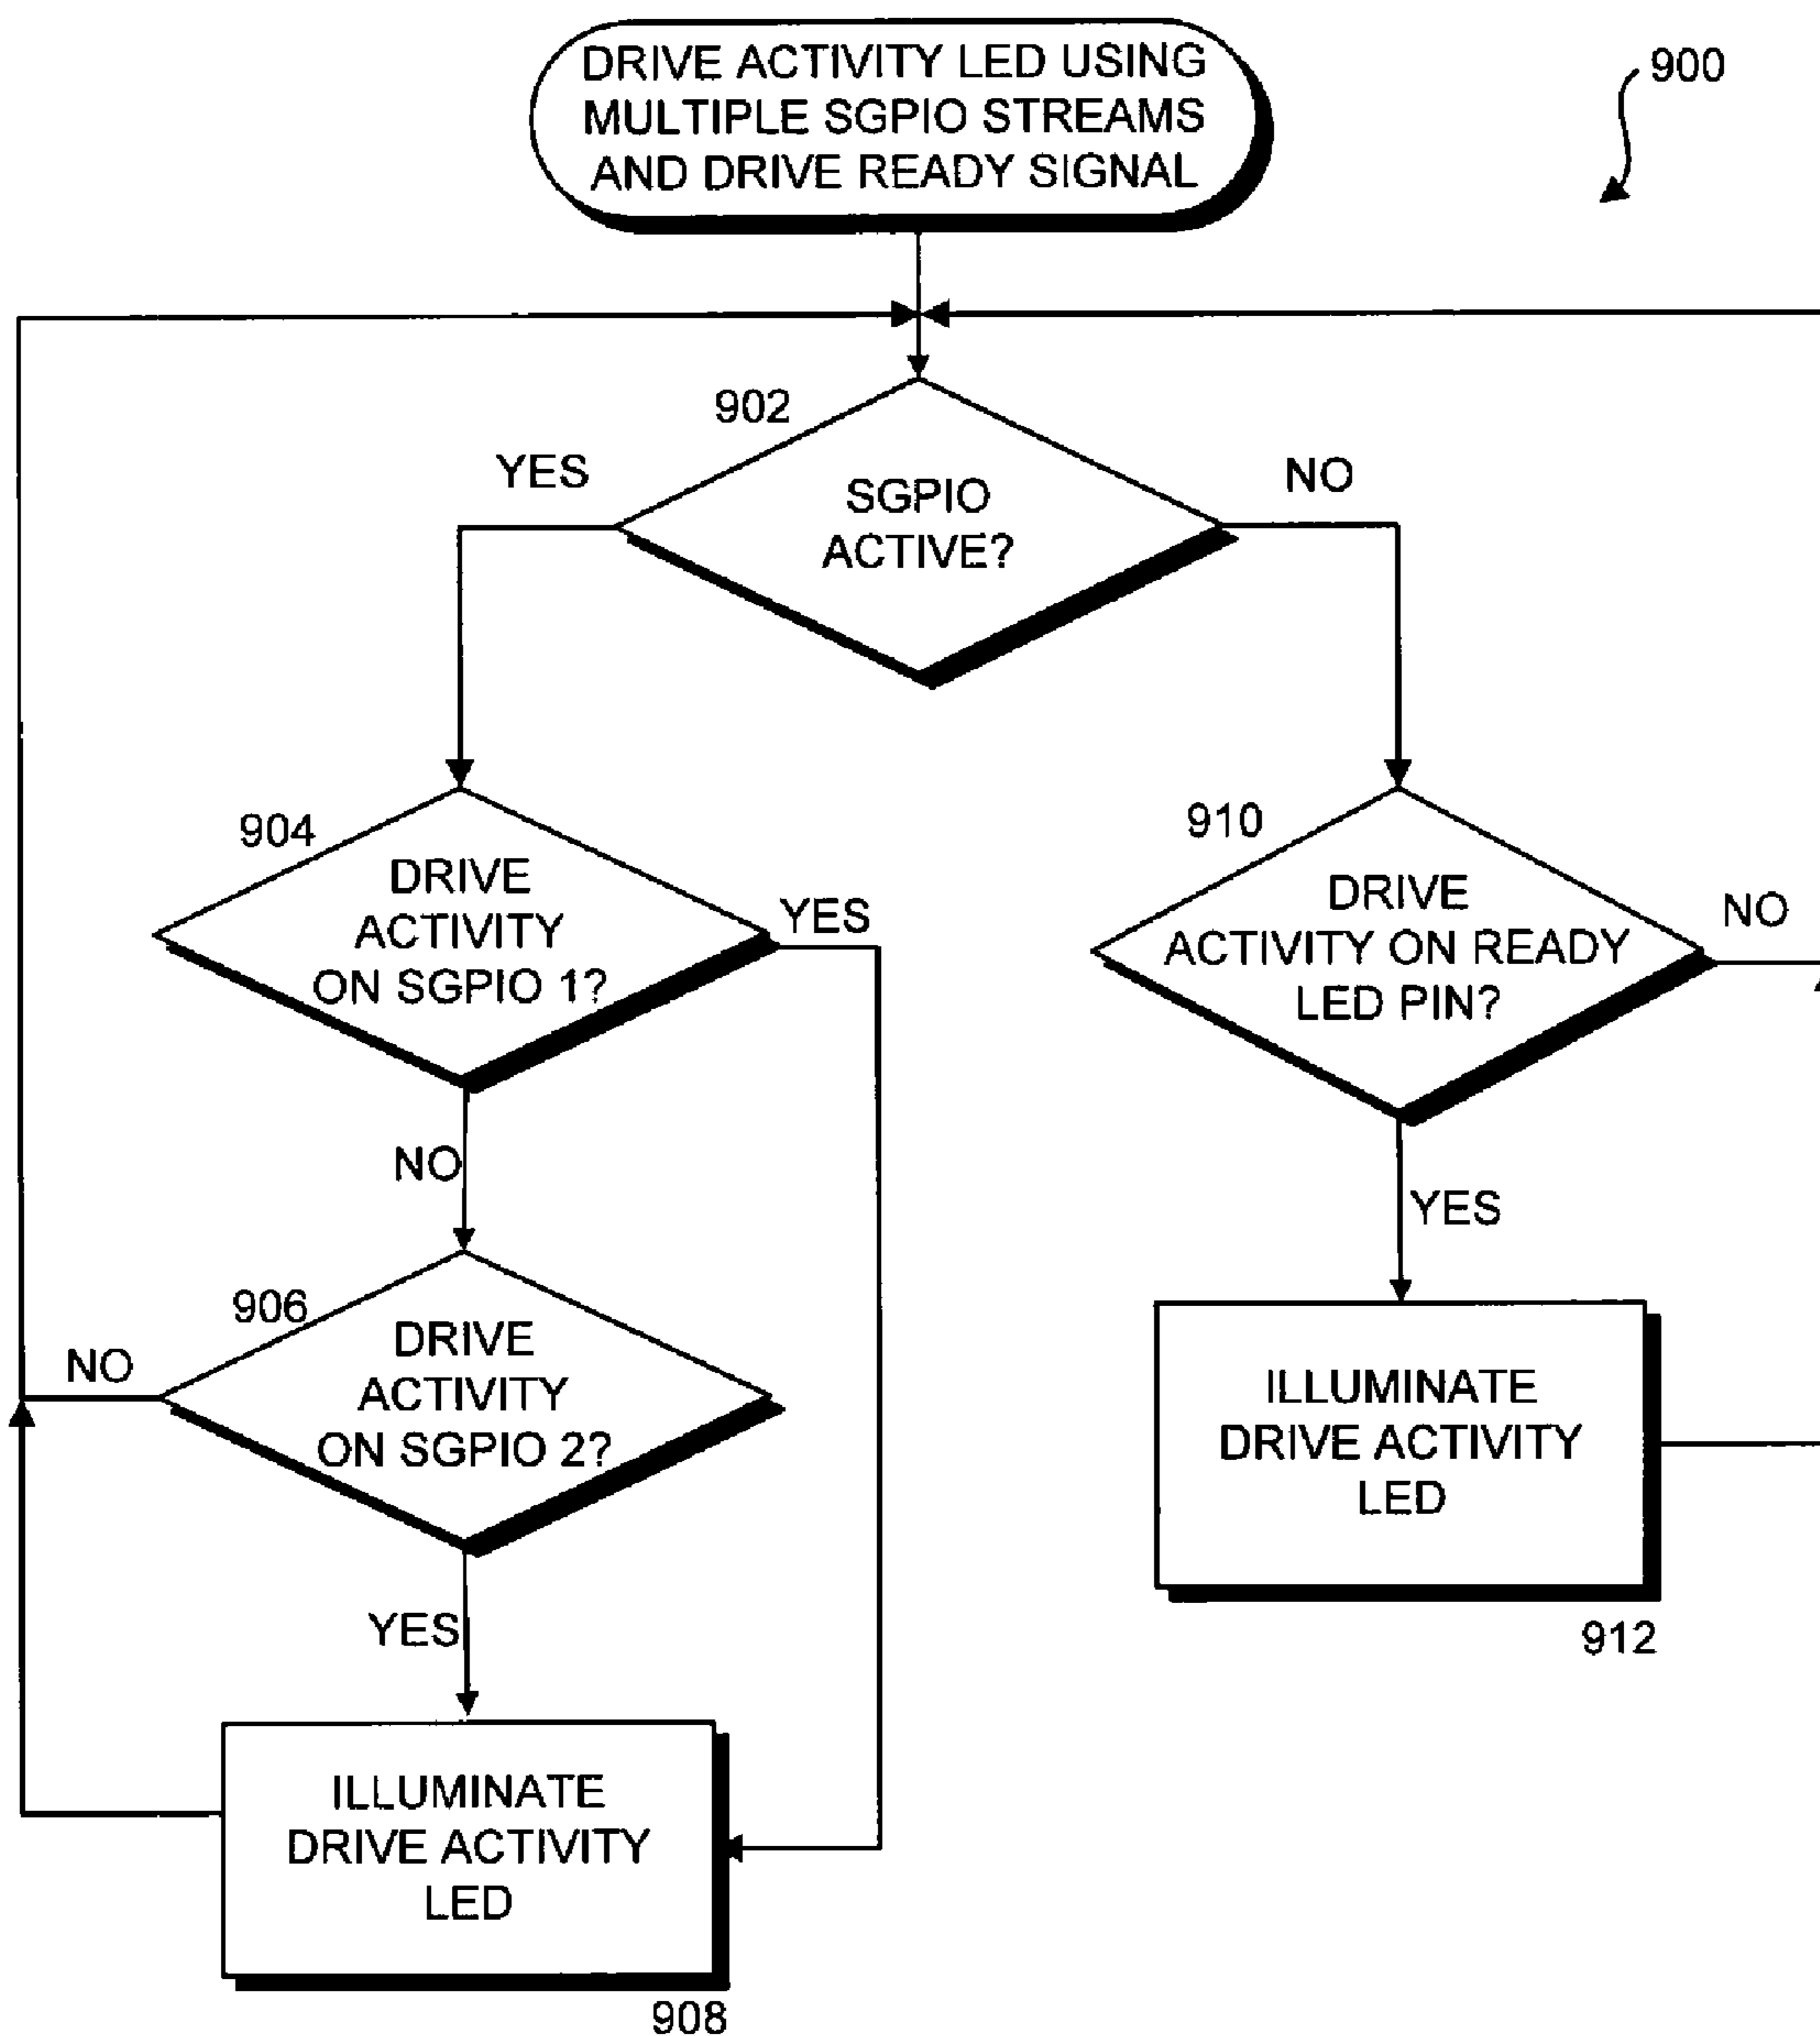 DRIVE ACTIVITY LED USING
MULTIPLE SGPIO STREAMS
AND DRIVE READY SIGNAL
900
902
YES
NO
SGPIO
ACTIVE?
904
DRIVE
ACTIVITY
ON SGPIO 1?
YES
910
DRIVE
ACTIVITY ON READY
LED PIN?
NO
NO
YES
906
DRIVE
ACTIVITY
ON SGPIO 2?
NO
ILLUMINATE
DRIVE ACTIVITY
LED
912
YES
ILLUMINATE
DRIVE ACTIVITY
LED
908